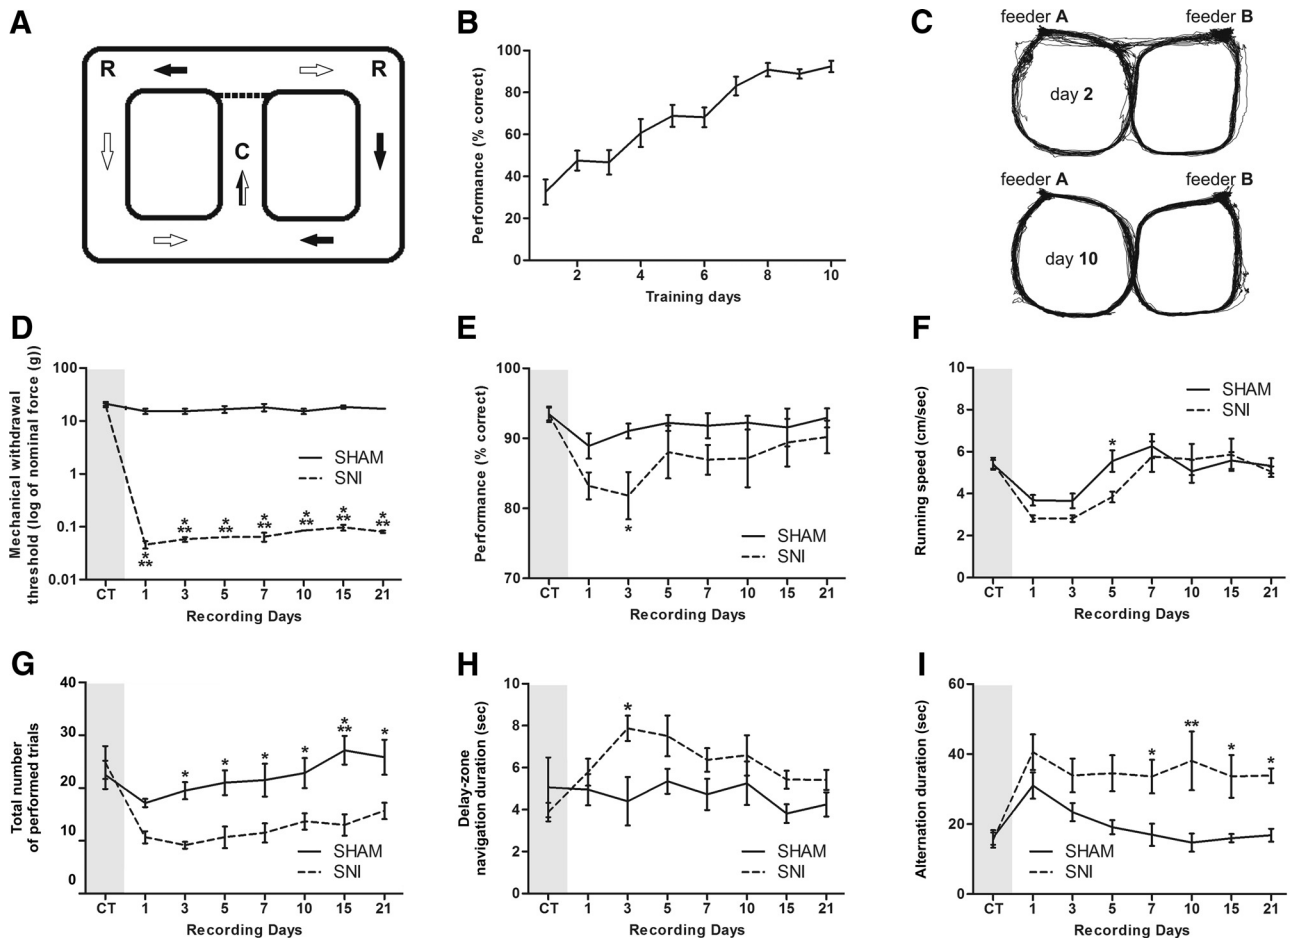 A
R
R
C
B
Performance (% correct)
100
80
60
40
20
0
2
4
6
8
10
Training days
C
feeder A
feeder B
day 2
feeder A
feeder B
day 10
D
Mechanical withdrawal
threshold (log of nominal force (g))
100
10
1
0.1
0.01
SHAM
SNI
*
**
*
**
*
**
*
**
*
**
*
**
*
**
CT
1
3
5
7
10
15
21
Recording Days
E
Performance (% correct)
100
90
80
70
*
SHAM
SNI
CT
1
3
5
7
10
15
21
Recording Days
F
Running speed (cm/sec)
10
8
6
4
2
0
*
SHAM
SNI
CT
1
3
5
7
10
15
21
Recording Days
G
Total number
of performed trials
40
30
20
10
0
*
*
*
*
*
**
*
SHAM
SNI
CT
1
3
5
7
10
15
21
Recording Days
H
Delay-zone
navigation duration (sec)
10
8
6
4
2
0
*
SHAM
SNI
CT
1
3
5
7
10
15
21
Recording Days
I
Alternation duration (sec)
60
40
20
0
*
**
*
*
SHAM
SNI
CT
1
3
5
7
10
15
21
Recording Days